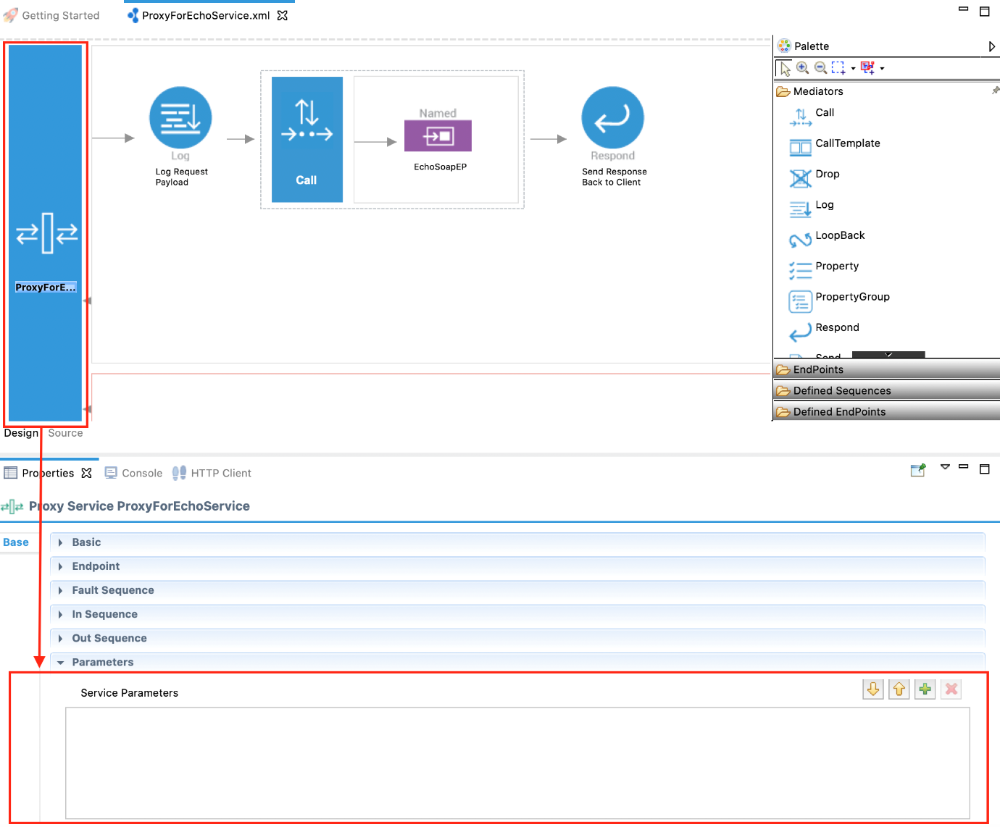 Getting Started
ProxyForEchoService.xml
Palette
Mediators
Call
CallTemplate
Drop
Log
LoopBack
Property
PropertyGroup
Respond
Send
EndPoints
Defined Sequences
Defined EndPoints
ProxyForE...
Log
Log Request
Payload
Call
Named
EchoSoapEP
Respond
Send Response
Back to Client
Design
Source
Properties
Console
HTTP Client
Proxy Service ProxyForEchoService
Base
Basic
Endpoint
Fault Sequence
In Sequence
Out Sequence
Parameters
Service Parameters